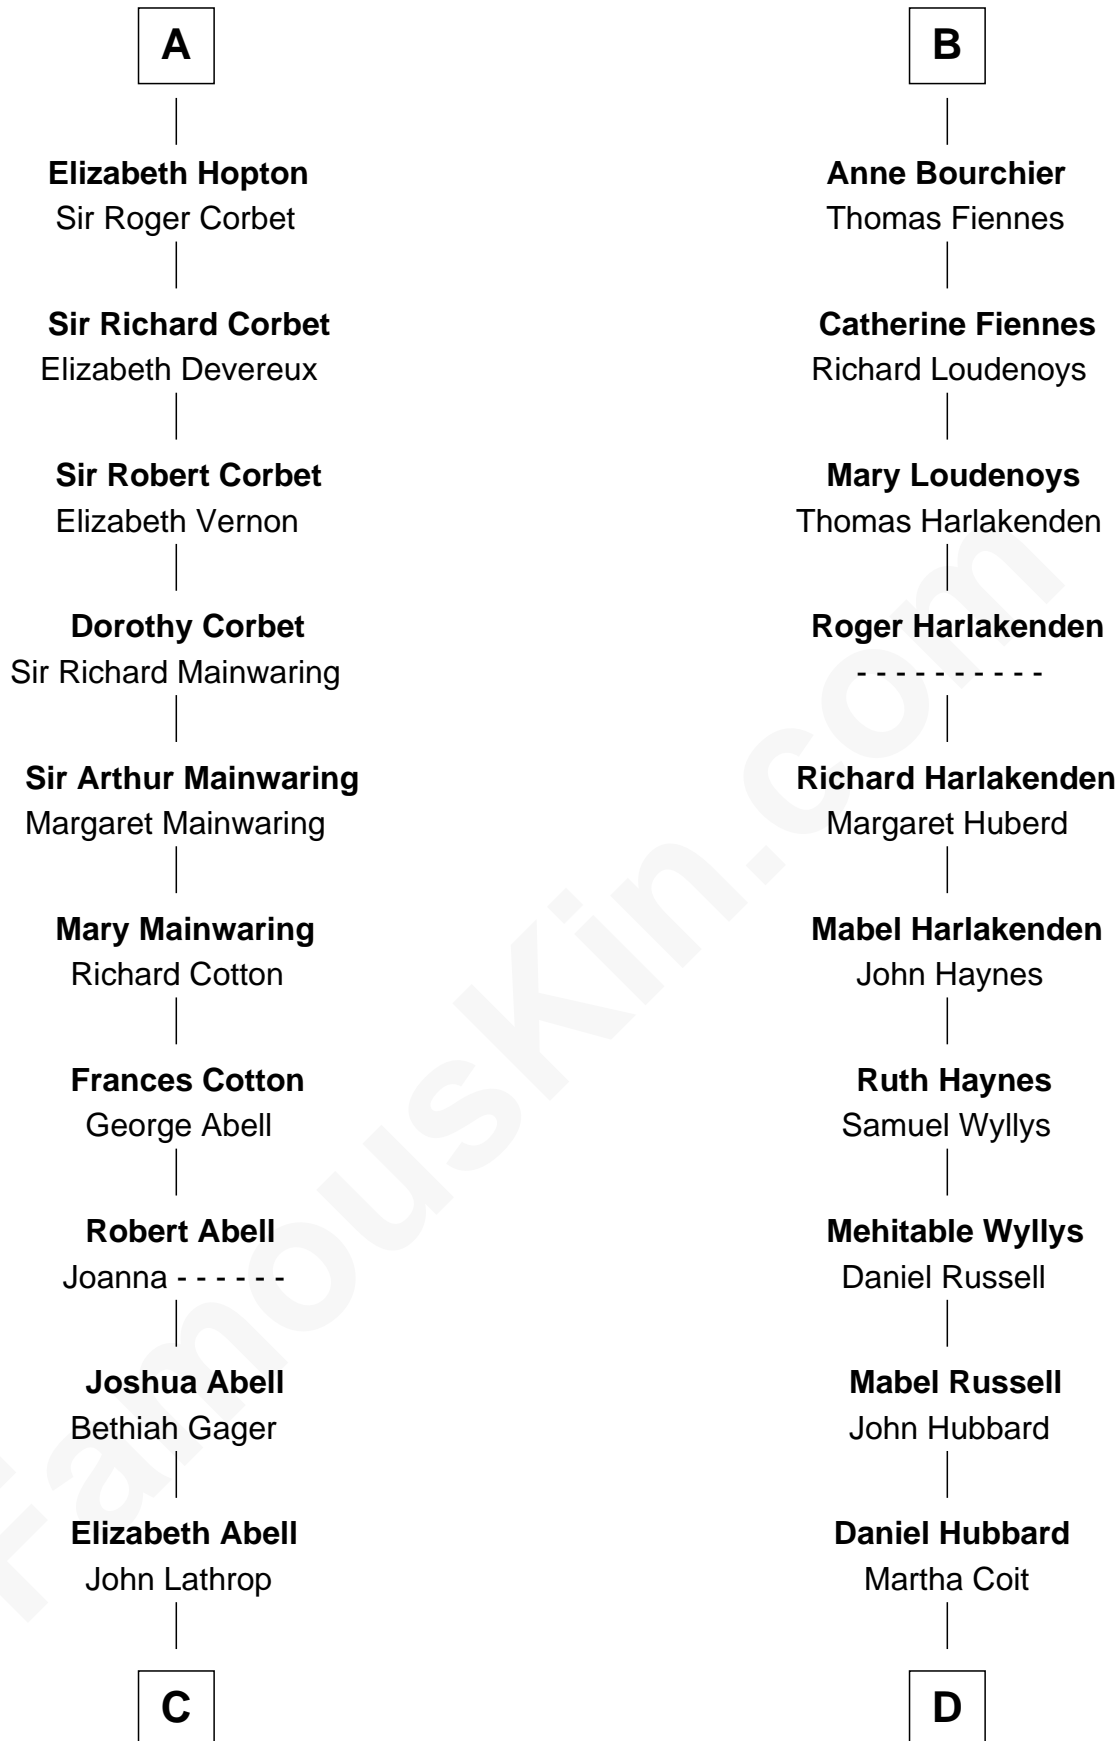 A
Elizabeth Hopton
Sir Roger Corbet
Sir Richard Corbet
Elizabeth Devereux
Sir Robert Corbet
Elizabeth Vernon
Dorothy Corbet
Sir Richard Mainwaring
Sir Arthur Mainwaring
Margaret Mainwaring
Mary Mainwaring
Richard Cotton
Frances Cotton
George Abell
Robert Abell
Joanna - - - - - -
Joshua Abell
Bethiah Gager
Elizabeth Abell
John Lathrop
C
B
Anne Bourchier
Thomas Fiennes
Catherine Fiennes
Richard Loudenoys
Mary Loudenoys
Thomas Harlakenden
Roger Harlakenden
- - - - - - - - - -
Richard Harlakenden
Margaret Huberd
Mabel Harlakenden
John Haynes
Ruth Haynes
Samuel Wyllys
Mehitable Wyllys
Daniel Russell
Mabel Russell
John Hubbard
Daniel Hubbard
Martha Coit
D
FamousKin.com